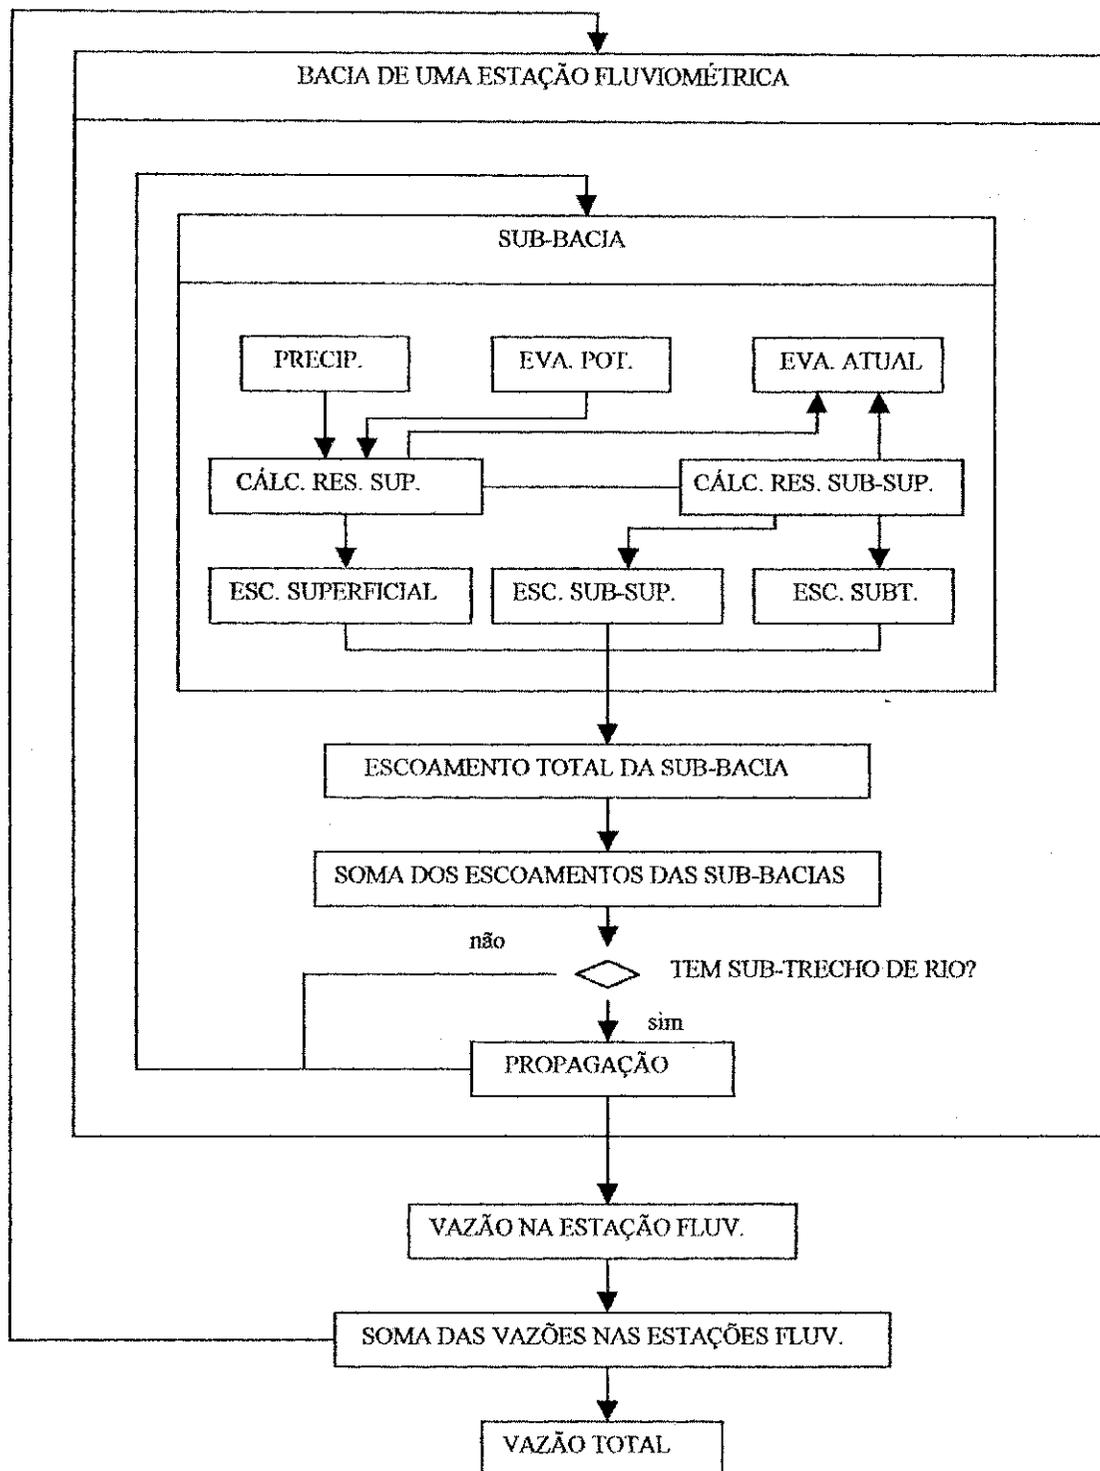 BACIA DE UMA ESTAÇÃO FLUVIOMÉTRICA
SUB-BACIA
PRECIP.
EVA. POT.
EVA. ATUAL
CÁLC. RES. SUP.
CÁLC. RES. SUB-SUP.
ESC. SUPERFICIAL
ESC. SUB-SUP.
ESC. SUBT.
ESCOAMENTO TOTAL DA SUB-BACIA
SOMA DOS ESCOAMENTOS DAS SUB-BACIAS
não
TEM SUB-TRECHO DE RIO?
sim
PROPAGAÇÃO
VAZÃO NA ESTAÇÃO FLUV.
SOMA DAS VAZÕES NAS ESTAÇÕES FLUV.
VAZÃO TOTAL